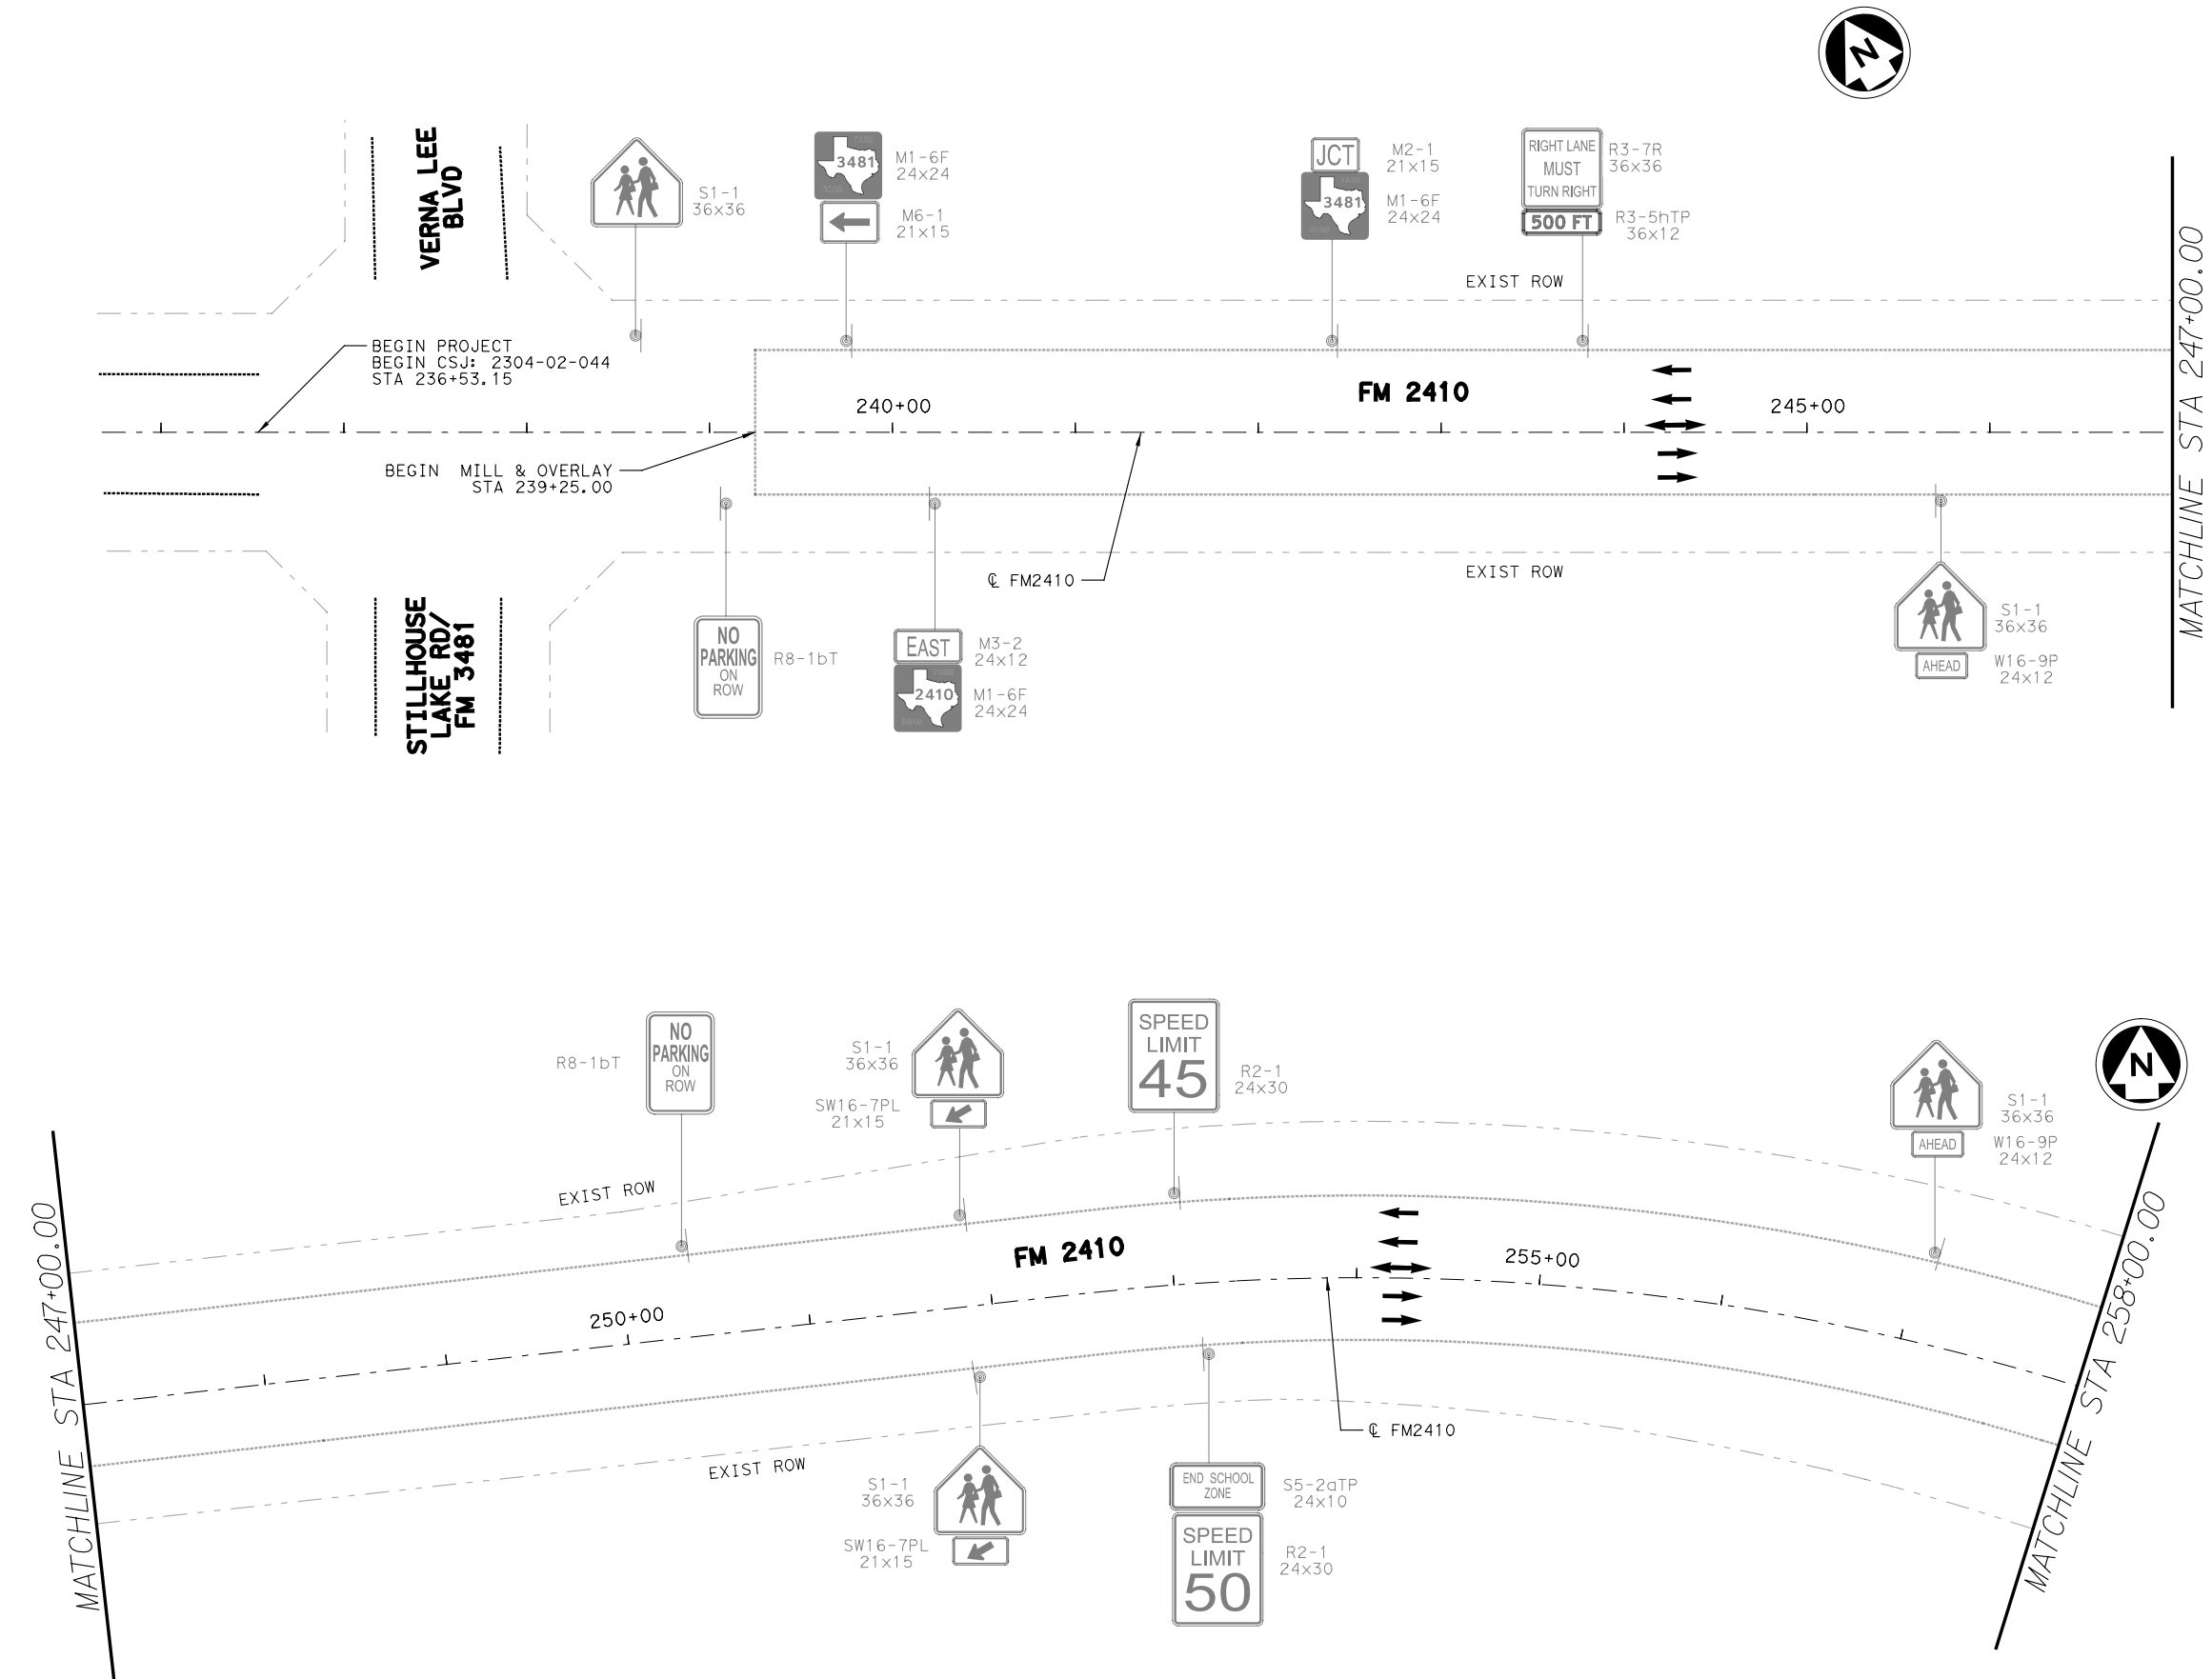 N
VERNA LEE
BLVD
S1-1
36x36
3481
M1-6F
24x24
M6-1
21x15
JCT
M2-1
21x15
3481
M1-6F
24x24
RIGHT LANE
MUST
TURN RIGHT
R3-7R
36x36
500 FT
R3-5hTP
36x12
EXIST ROW
BEGIN PROJECT
BEGIN CSJ: 2304-02-044
STA 236+53.15
FM 2410
240+00
245+00
BEGIN MILL & OVERLAY
STA 239+25.00
℄ FM2410
EXIST ROW
MATCHLINE STA 247+00.00
STILLHOUSE
LAKE RD/
FM 3481
NO
PARKING
ON
ROW
R8-1bT
EAST
M3-2
24x12
2410
M1-6F
24x24
S1-1
36x36
AHEAD
W16-9P
24x12
NO
PARKING
ON
ROW
R8-1bT
S1-1
36x36
SW16-7PL
21x15
SPEED
LIMIT
45
R2-1
24x30
S1-1
36x36
AHEAD
W16-9P
24x12
N
EXIST ROW
MATCHLINE STA 247+00.00
FM 2410
250+00
255+00
℄ FM2410
EXIST ROW
MATCHLINE STA 258+00.00
S1-1
36x36
SW16-7PL
21x15
END SCHOOL
ZONE
S5-2aTP
24x10
SPEED
LIMIT
50
R2-1
24x30